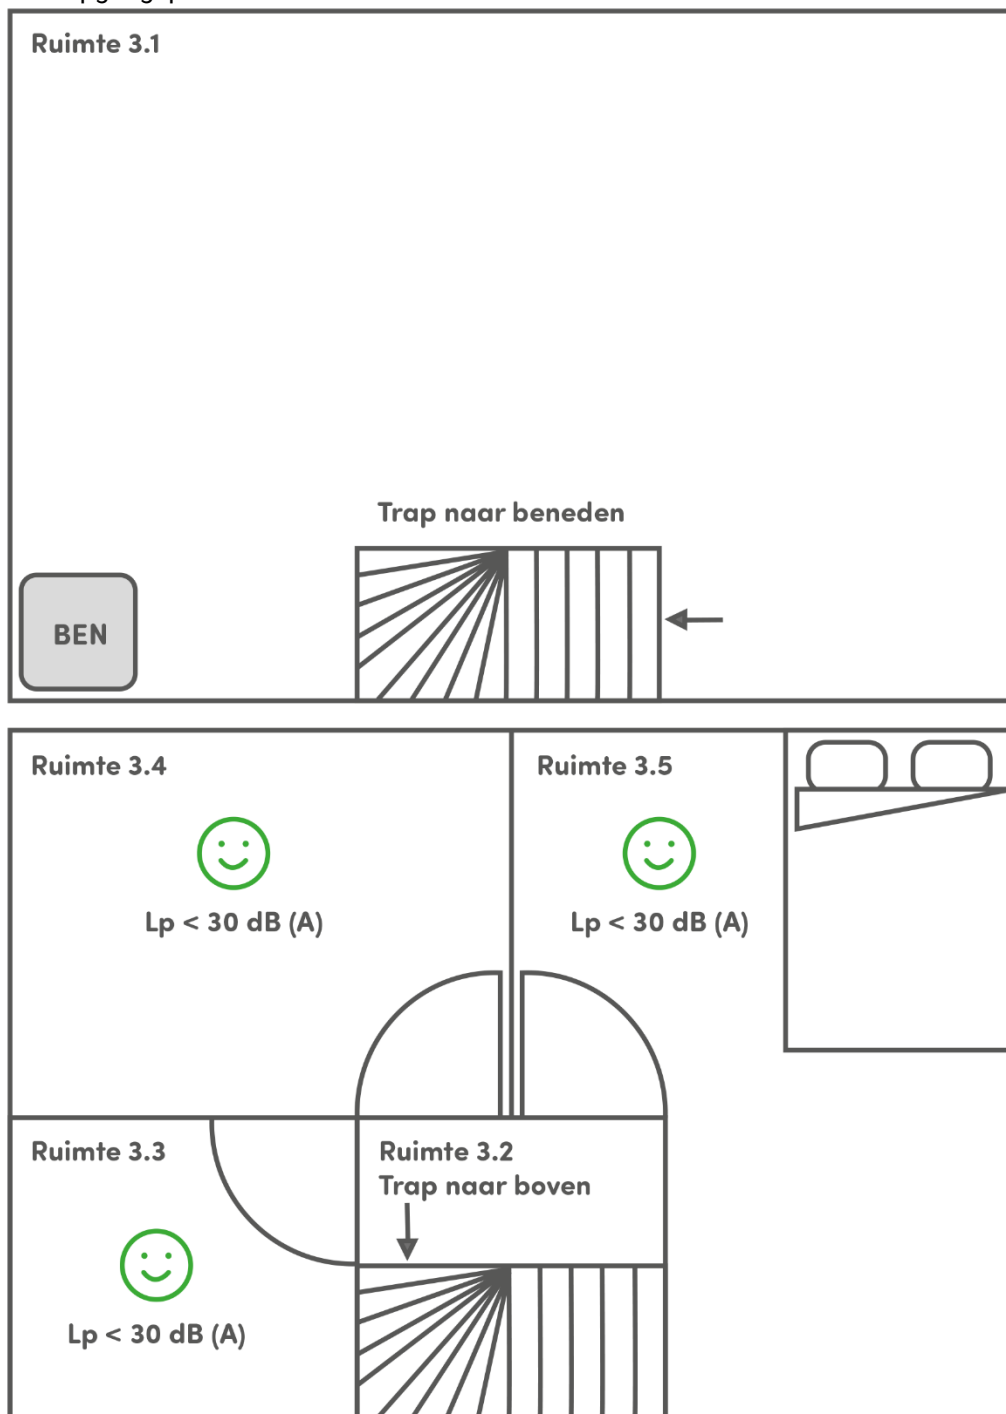 Ruimte 3.1
Trap naar beneden
BEN
Ruimte 3.4
Lp < 30 dB (A)
Ruimte 3.5
Lp < 30 dB (A)
Ruimte 3.3
Lp < 30 dB (A)
Ruimte 3.2
Trap naar boven